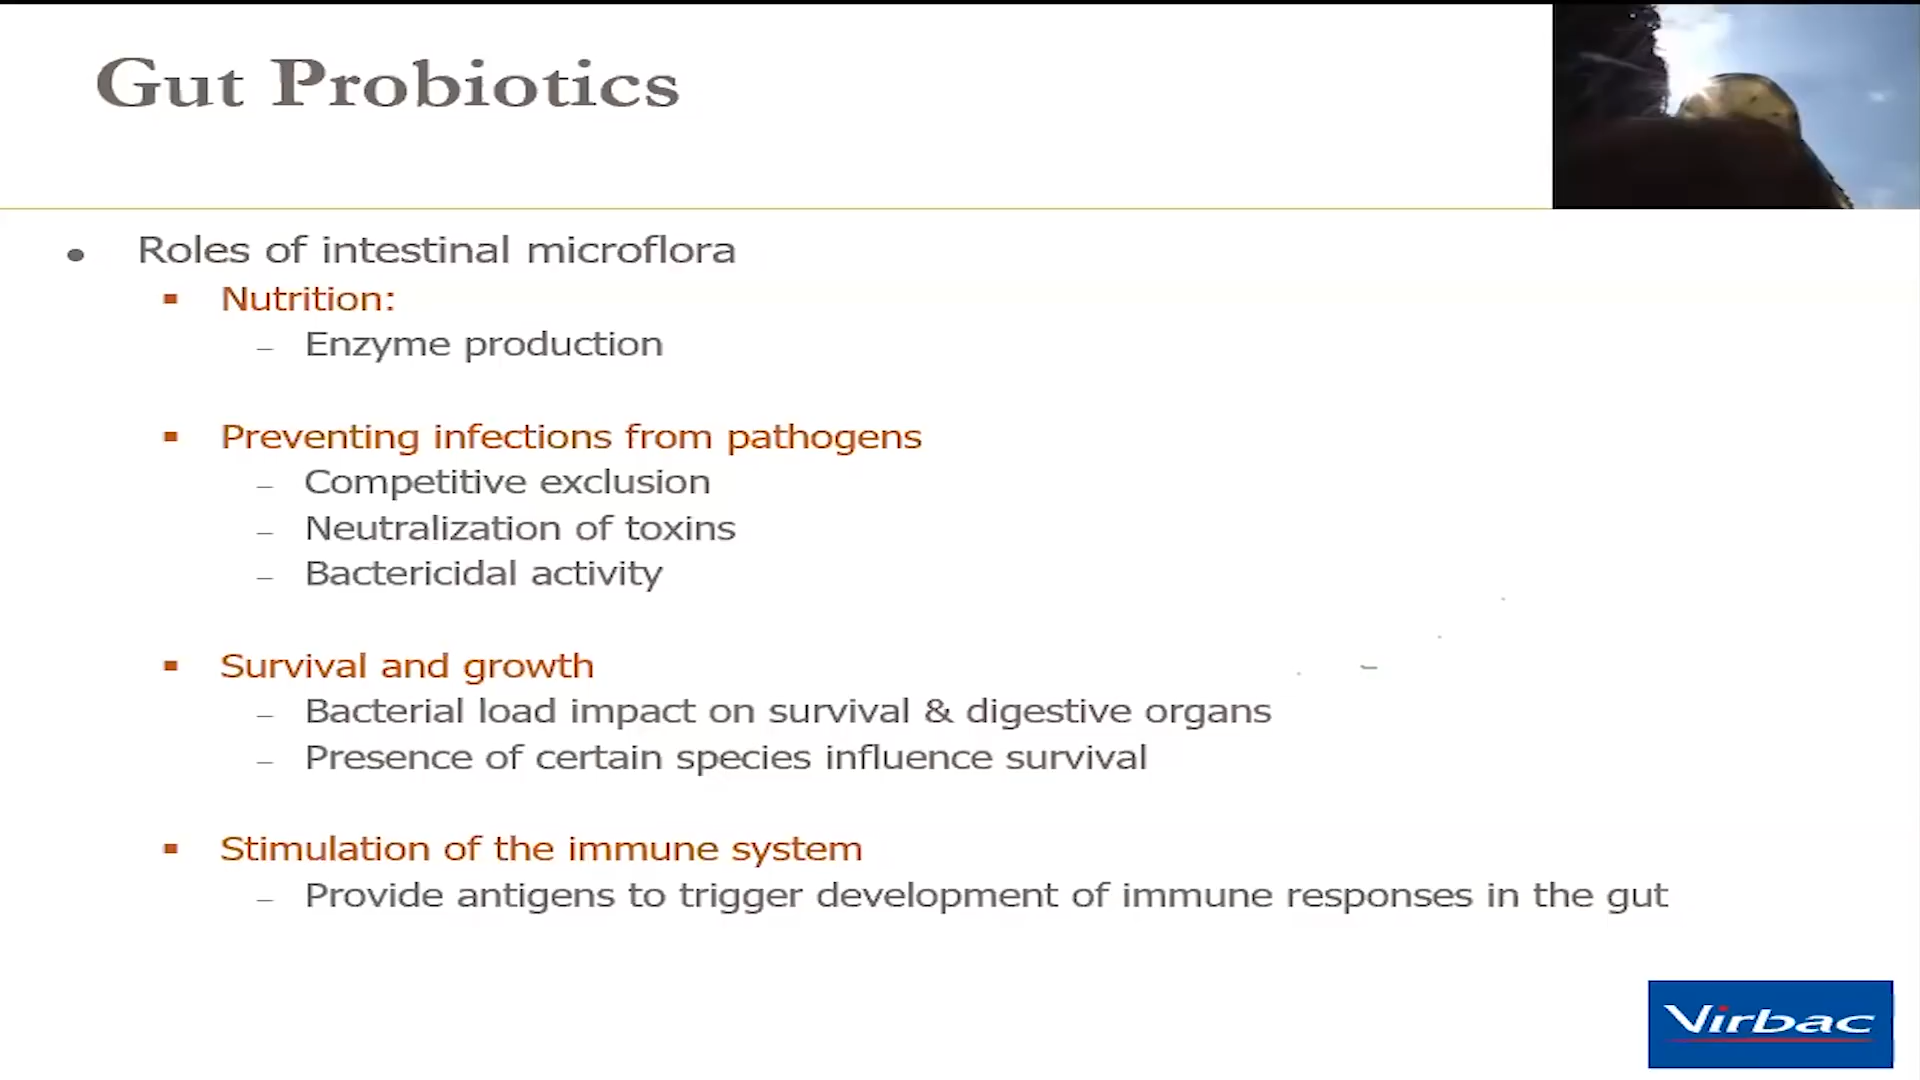 Gut Probiotics
• Roles of intestinal microflora
▪ Nutrition:
– Enzyme production
▪ Preventing infections from pathogens
– Competitive exclusion
– Neutralization of toxins
– Bactericidal activity
▪ Survival and growth
– Bacterial load impact on survival & digestive organs
– Presence of certain species influence survival
▪ Stimulation of the immune system
– Provide antigens to trigger development of immune responses in the gut
Virbac